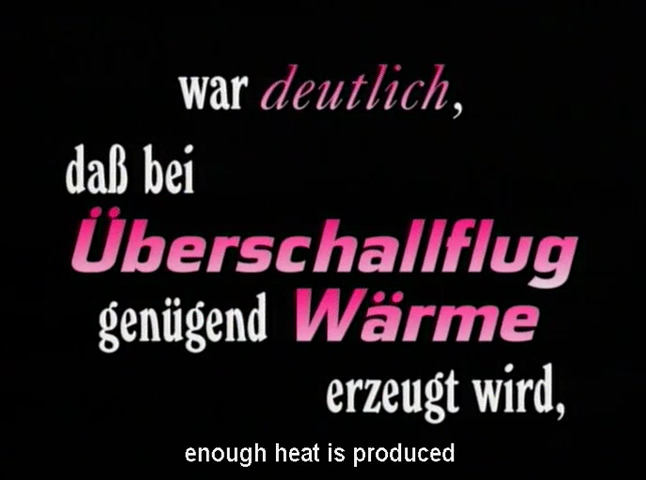 war deutlich,
daß bei
Überschallflug
genügend Wärme
erzeugt wird,
enough heat is produced